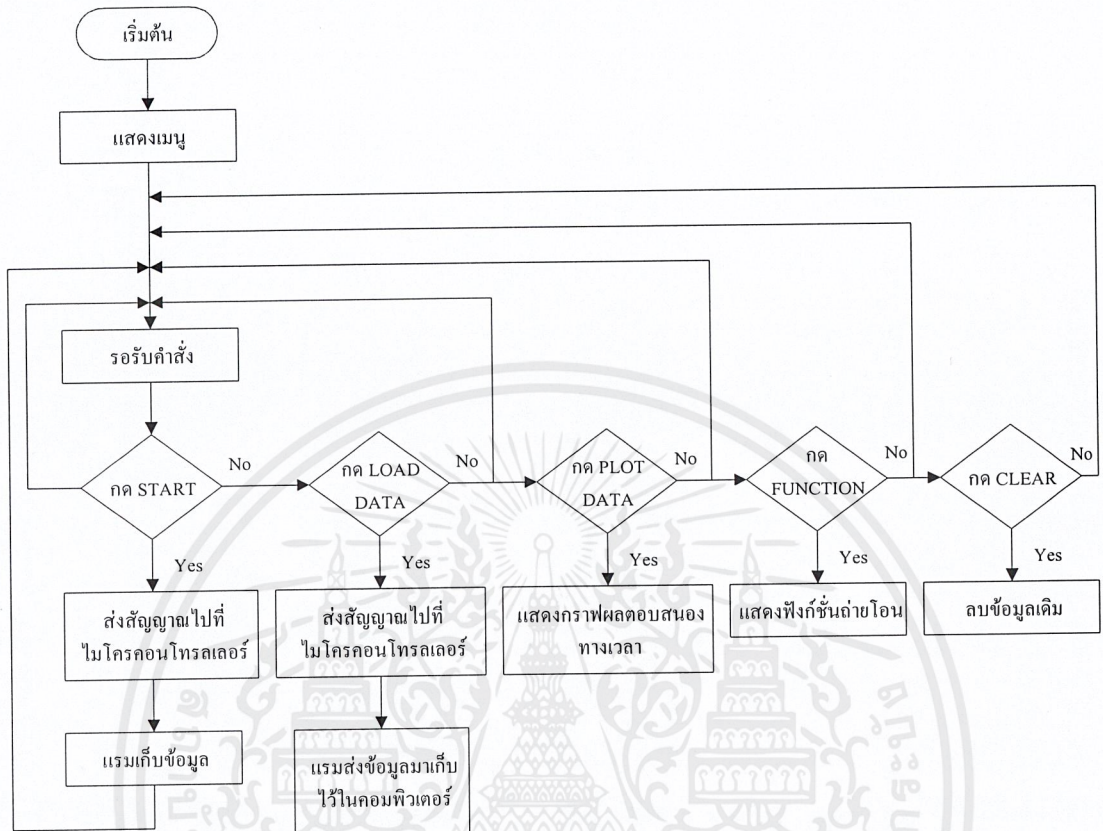 เริ่มต้น
แสดงเมนู
รอรับคำสั่ง
กด START
No
กด LOAD
DATA
No
กด PLOT
DATA
No
กด
FUNCTION
No
กด CLEAR
No
Yes
Yes
Yes
Yes
Yes
ส่งสัญญาณไปที่
ไมโครคอนโทรลเลอร์
ส่งสัญญาณไปที่
ไมโครคอนโทรลเลอร์
แสดงกราฟผลตอบสนอง
ทางเวลา
แสดงฟังก์ชั่นถ่ายโอน
ลบข้อมูลเดิม
แรมเก็บข้อมูล
แรมส่งข้อมูลมาเก็บ
ไว้ในคอมพิวเตอร์